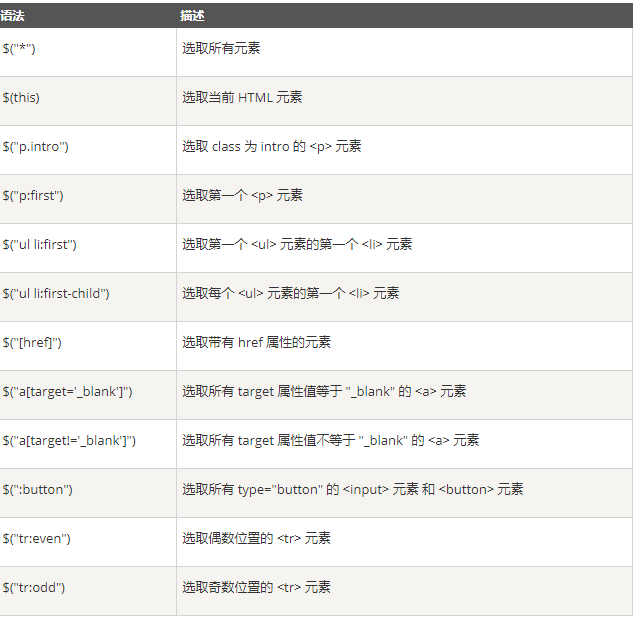 语法 描述
$("*") 选取所有元素
$(this) 选取当前 HTML 元素
$("p.intro") 选取 class 为 intro 的 <p> 元素
$("p:first") 选取第一个 <p> 元素
$("ul li:first") 选取第一个 <ul> 元素的第一个 <li> 元素
$("ul li:first-child") 选取每个 <ul> 元素的第一个 <li> 元素
$("[href]") 选取带有 href 属性的元素
$("a[target='_blank']") 选取所有 target 属性值等于 "_blank" 的 <a> 元素
$("a[target!='_blank']") 选取所有 target 属性值不等于 "_blank" 的 <a> 元素
$(":button") 选取所有 type="button" 的 <input> 元素 和 <button> 元素
$("tr:even") 选取偶数位置的 <tr> 元素
$("tr:odd") 选取奇数位置的 <tr> 元素